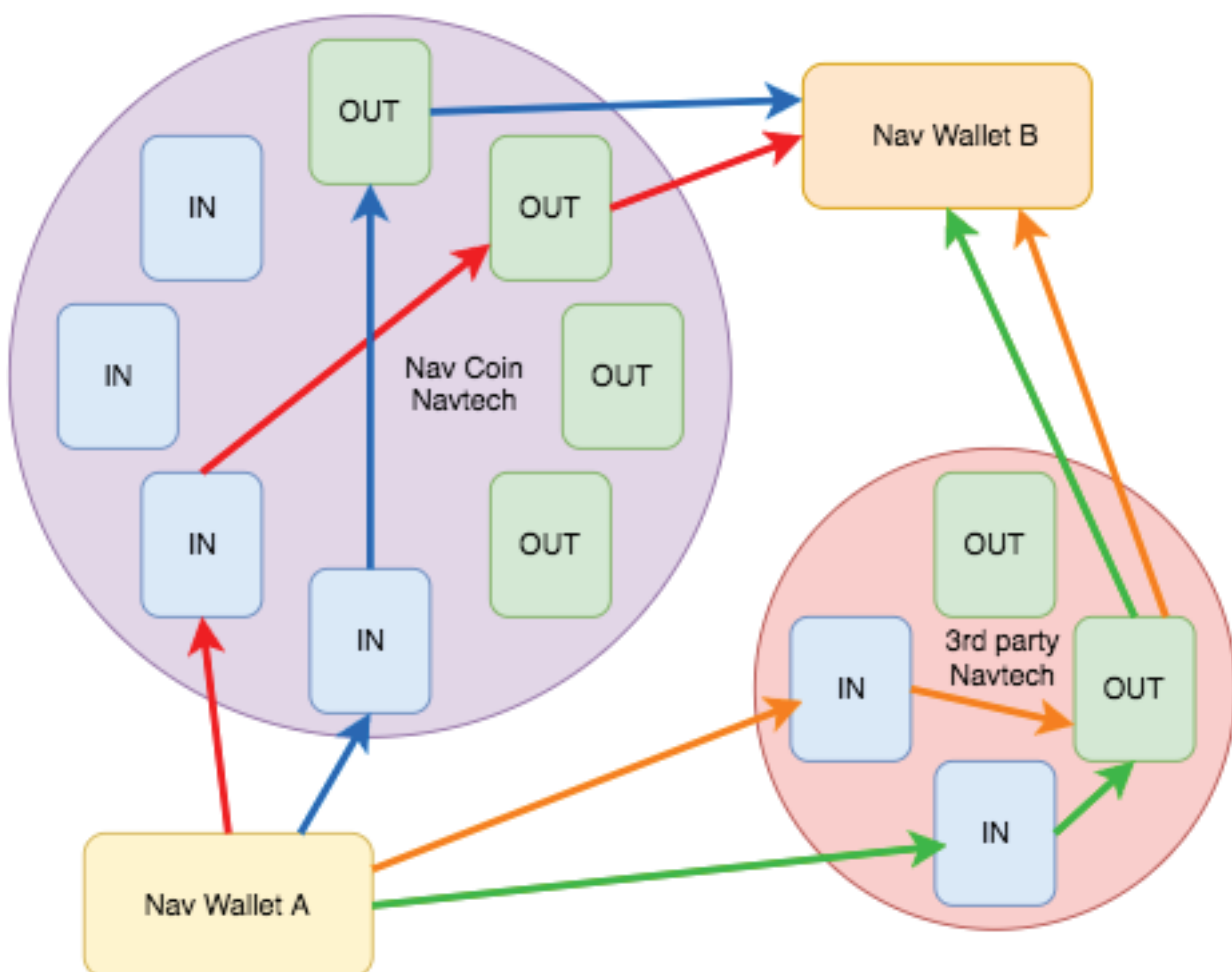 OUT
Nav Wallet B
IN
OUT
IN
Nav Coin
Navtech
OUT
IN
OUT
OUT
IN
3rd party
Navtech
IN
OUT
IN
Nav Wallet A